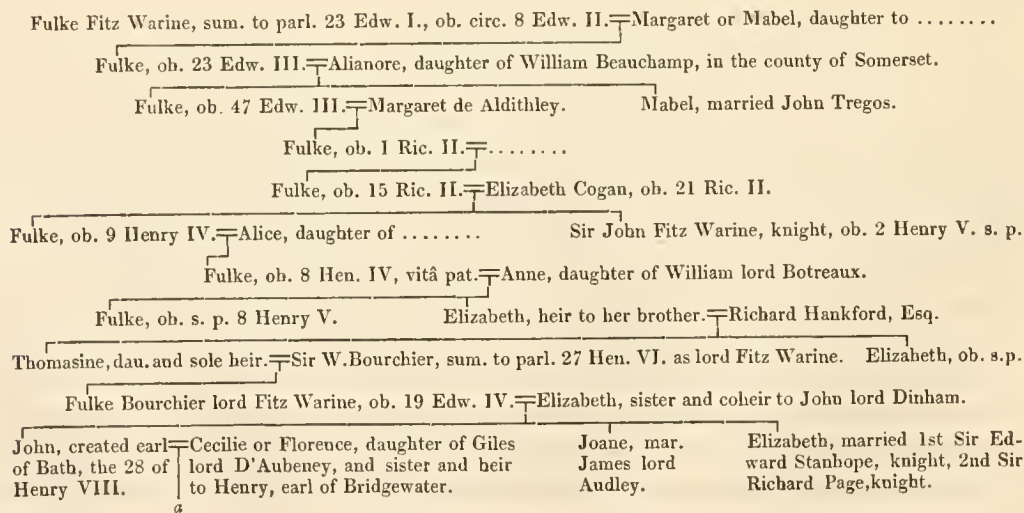 Fulke Fitz Warine, sum. to parl. 23 Edw. I., ob. circ. 8 Edw. II.=Margaret or Mabel, daughter to ........
Fulke, ob. 23 Edw. III.=Alianore, daughter of William Beauchamp, in the county of Somerset.
Fulke, ob. 47 Edw. III.=Margaret de Aldithley. Mabel, married John Tregos.
Fulke, ob. 1 Ric. II.=........
Fulke, ob. 15 Ric. II.=Elizabeth Cogan, ob. 21 Ric. II.
Fulke, ob. 9 Henry IV.=Alice, daughter of ........ Sir John Fitz Warine, knight, ob. 2 Henry V. s. p.
Fulke, ob. 8 Hen. IV, vitâ pat.=Anne, daughter of William lord Botreaux.
Fulke, ob. s. p. 8 Henry V. Elizabeth, heir to her brother.=Richard Hankford, Esq.
Thomasine, dau. and sole heir.=Sir W. Bourchier, sum. to parl. 27 Hen. VI. as lord Fitz Warine. Elizabeth, ob. s.p.
Fulke Bourchier lord Fitz Warine, ob. 19 Edw. IV.=Elizabeth, sister and coheir to John lord Dinham.
John, created earl
of Bath, the 28 of
Henry VIII.
=Cecilie or Florence, daughter of Giles
lord D'Aubeney, and sister and heir
to Henry, earl of Bridgewater.
a
Joane, mar.
James lord
Audley.
Elizabeth, married 1st Sir Ed-
ward Stanhope, knight, 2nd Sir
Richard Page, knight.